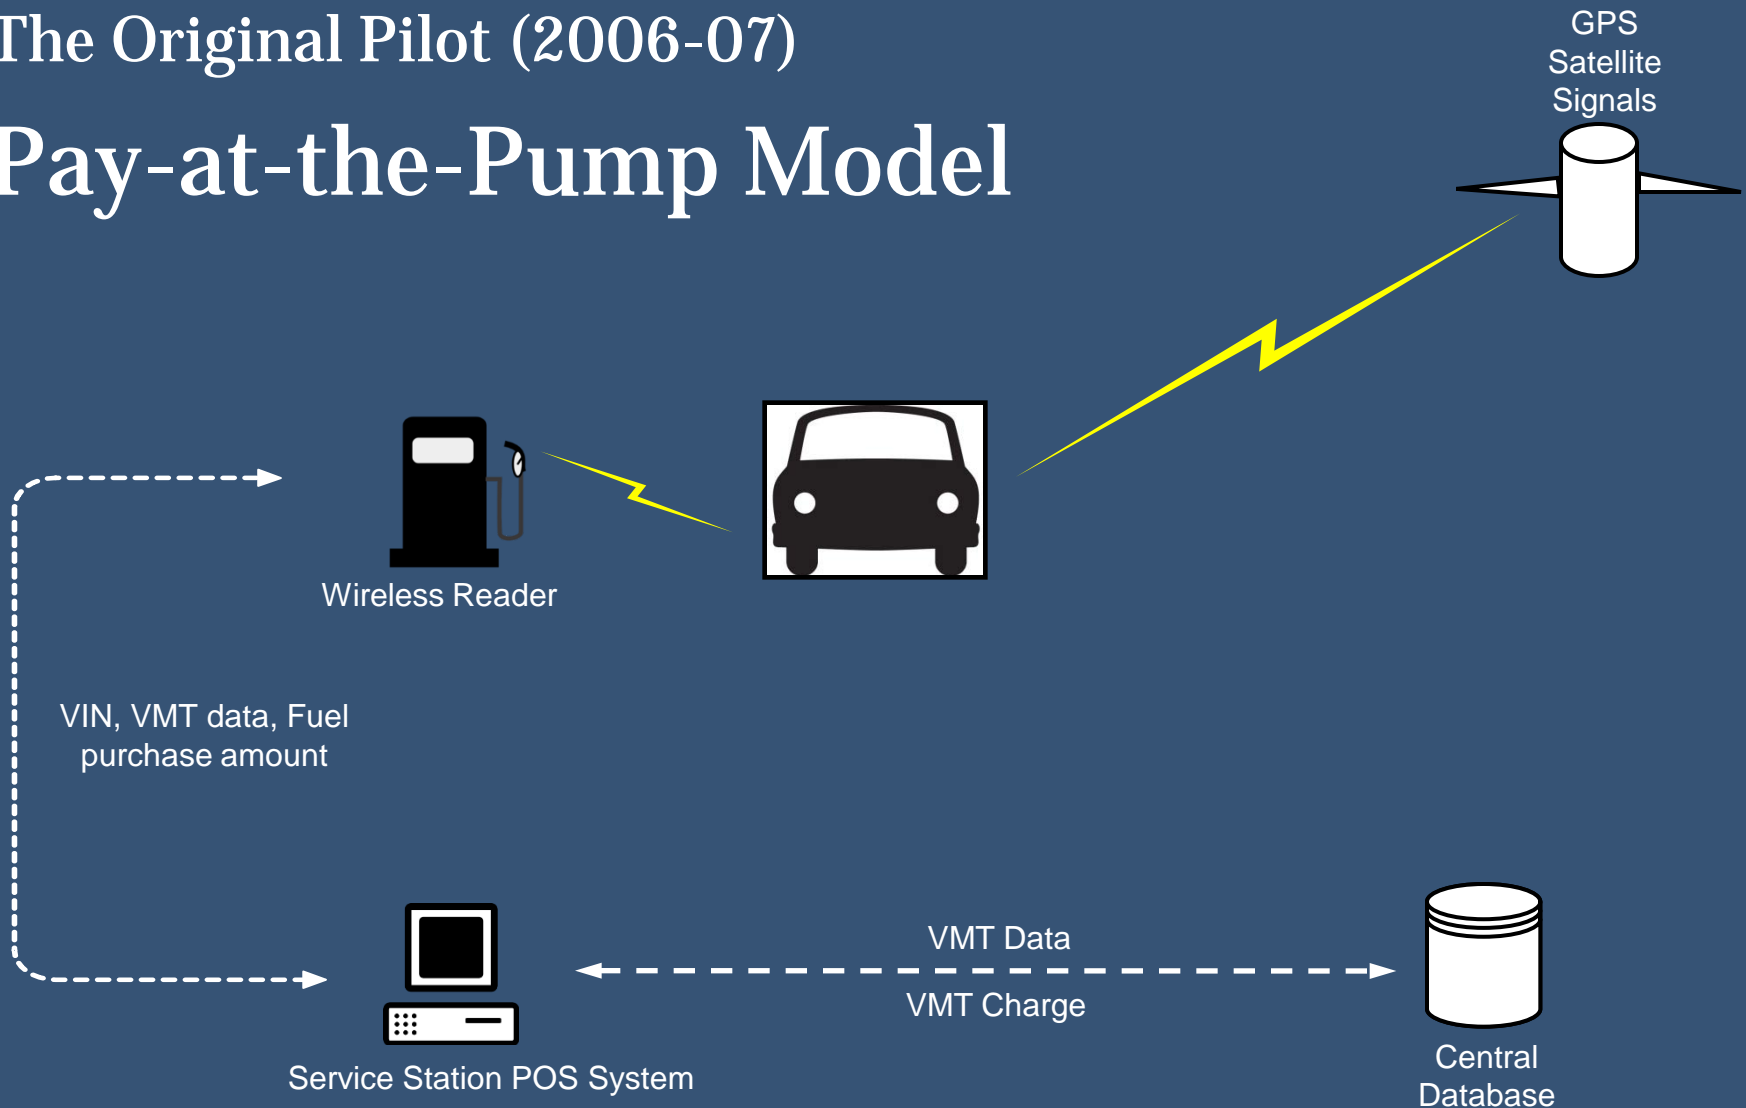 The Original Pilot (2006-07)
Pay-at-the-Pump Model
GPS
Satellite
Signals
Wireless Reader
VIN, VMT data, Fuel
purchase amount
VMT Data
VMT Charge
Service Station POS System
Central
Database